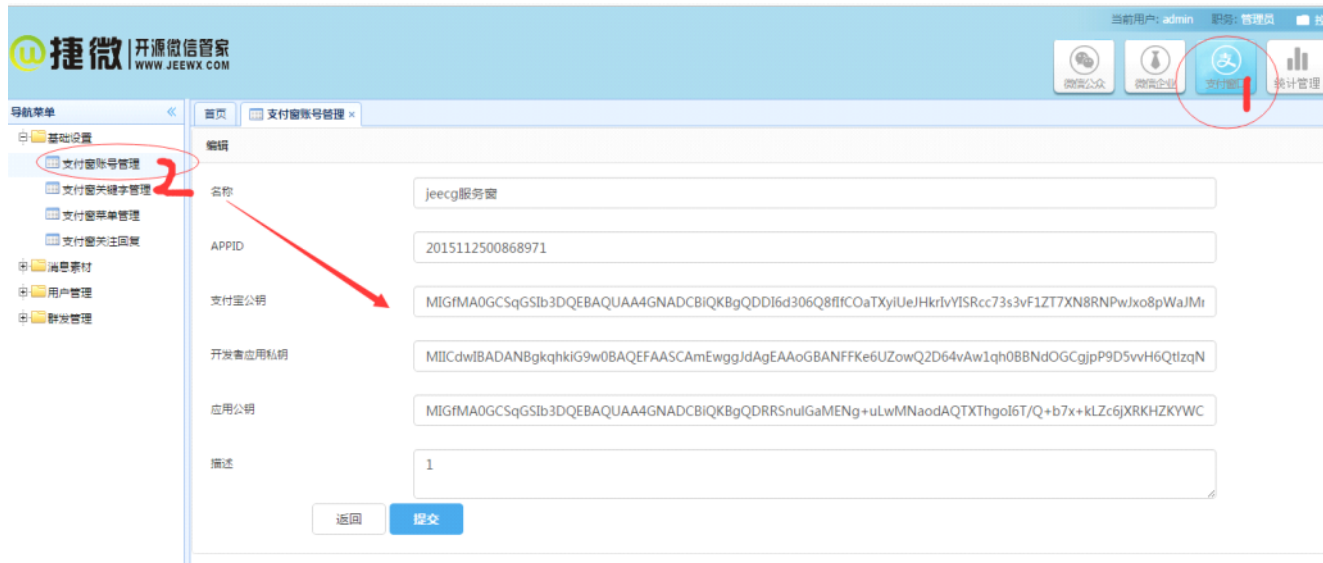 当前用户: admin 职务: 管理员
捷微 开源微信管家
WWW.JEEWX.COM
微信公众 微信企业 支付窗口 统计管理
1
导航菜单
首页 支付窗账号管理
基础设置
编辑
支付窗账号管理
2
支付窗关键字管理
支付窗菜单管理
支付窗关注回复
消息素材
用户管理
群发管理
名称 jeecg服务窗
APPID 2015112500868971
支付宝公钥 MIGfMA0GCSqGSIb3DQEBAQUAA4GNADCBiQKBgQDDI6d306Q8fIfCOaTXyiUeJHkrIvYISRcc73s3vF1ZT7XN8RNPwJxo8pWaJMr
开发者应用私钥 MIICdwIBADANBgkqhkiG9w0BAQEFAASCAmEwggJdAgEAAoGBANFFKe6UZowQ2D64vAw1qh0BBNdOGCgjpP9D5vvH6QtIzqN
应用公钥 MIGfMA0GCSqGSIb3DQEBAQUAA4GNADCBiQKBgQDRRSnulGaMENg+uLwMNaodAQTXThgoI6T/Q+b7x+kLZc6jXRKHZKYWC
描述 1
返回 提交